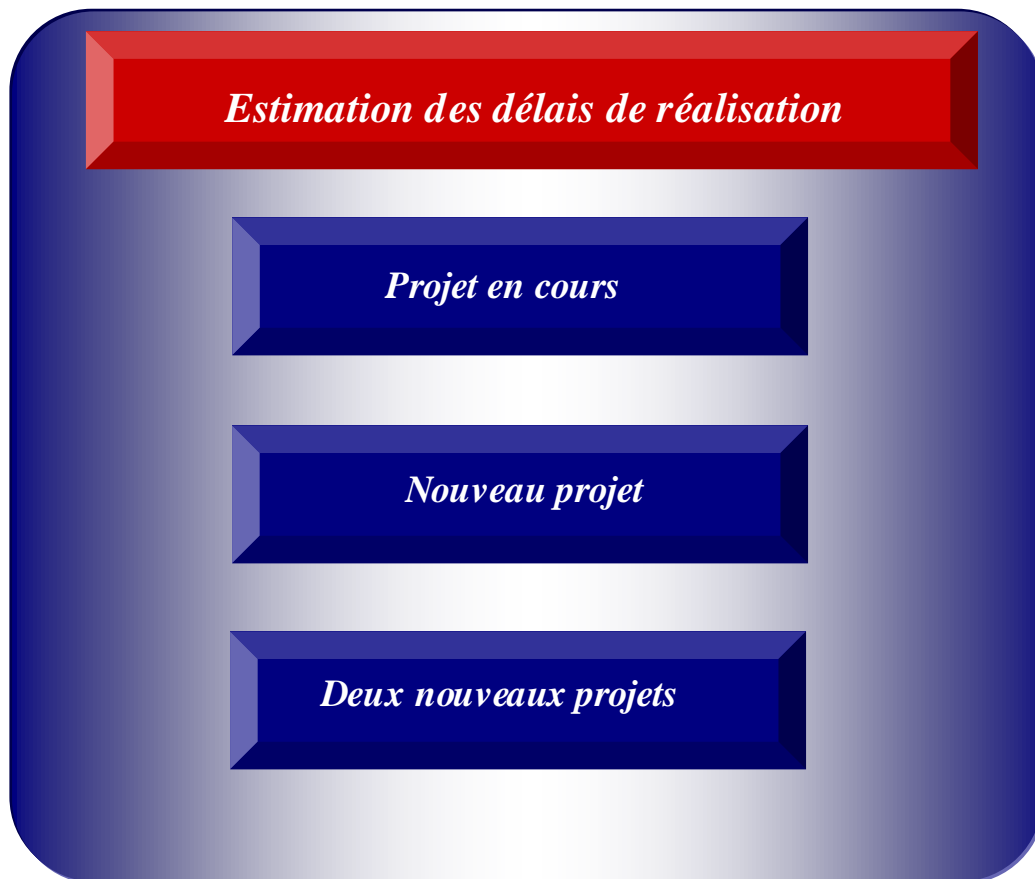 Estimation des délais de réalisation
Projet en cours
Nouveau projet
Deux nouveaux projets